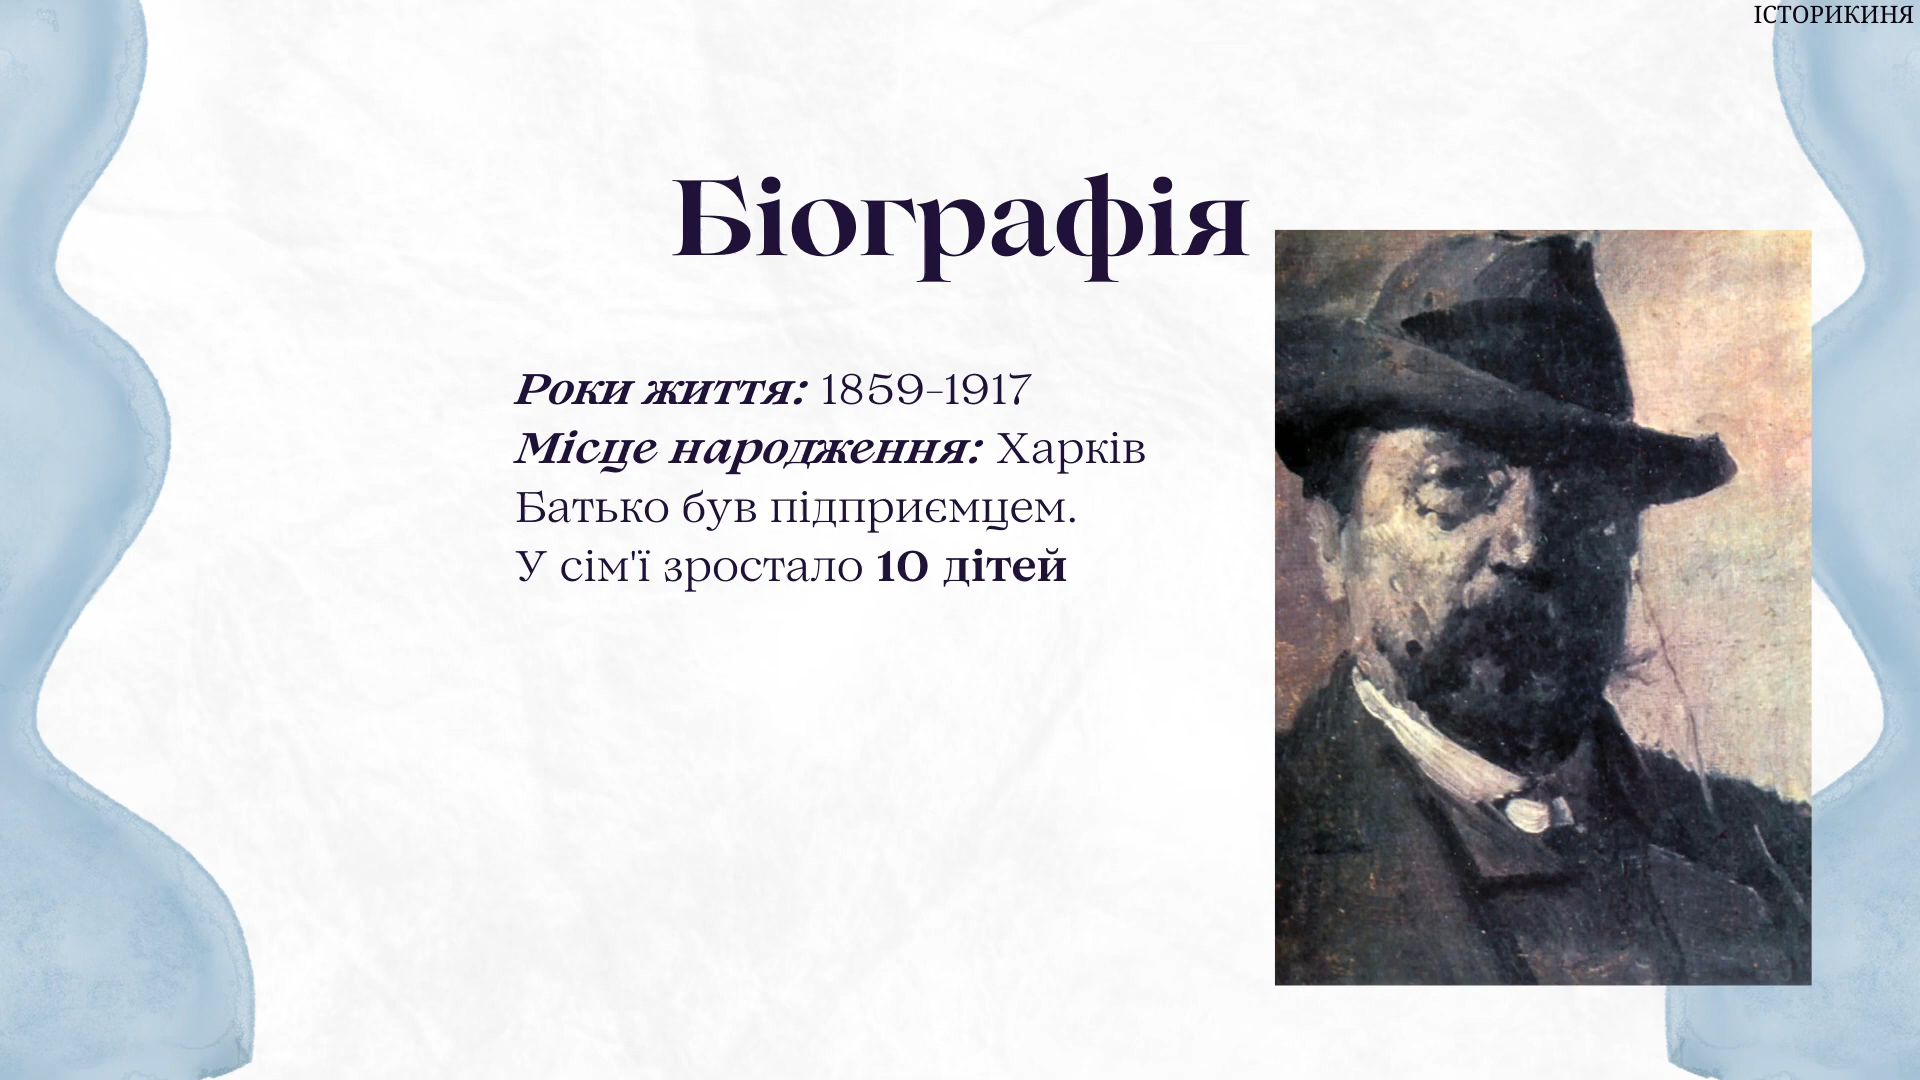 ІСТОРИКИНЯ
Біографія
Роки життя: 1859-1917
Місце народження: Харків
Батько був підприємцем.
У сім'ї зростало 10 дітей